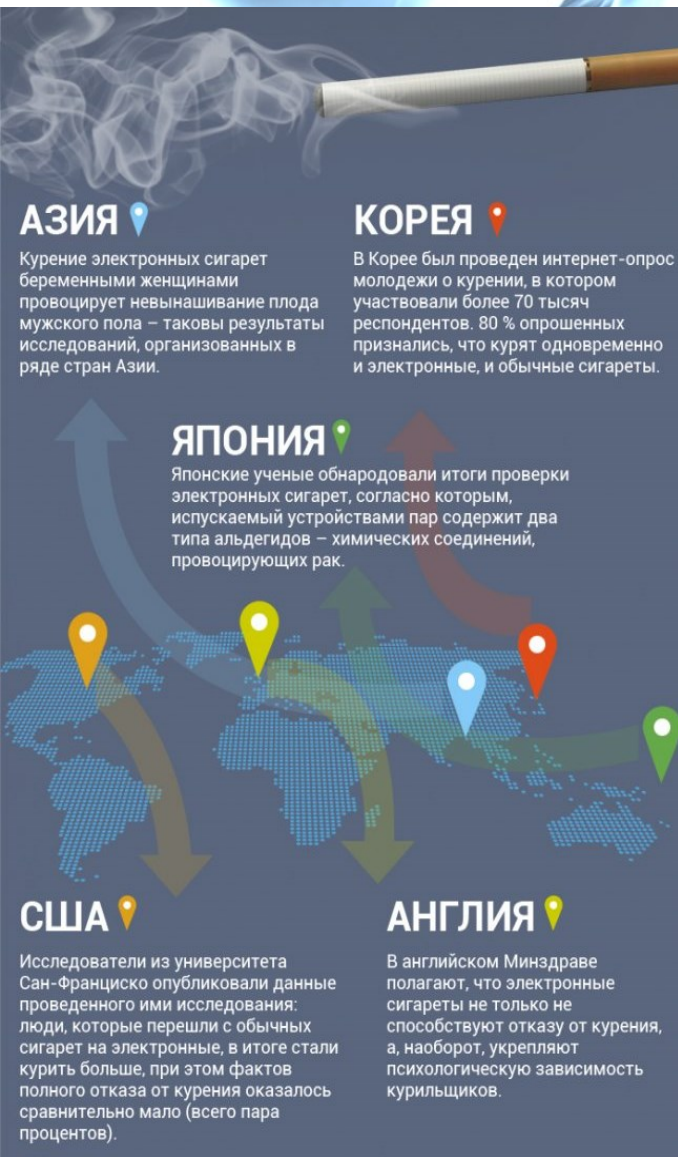 АЗИЯ
Курение электронных сигарет
беременными женщинами
провоцирует невынашивание плода
мужского пола – таковы результаты
исследований, организованных в
ряде стран Азии.
КОРЕЯ
В Корее был проведен интернет-опрос
молодежи о курении, в котором
участвовали более 70 тысяч
респондентов. 80 % опрошенных
признались, что курят одновременно
и электронные, и обычные сигареты.
ЯПОНИЯ
Японские ученые обнародовали итоги проверки
электронных сигарет, согласно которым,
испускаемый устройствами пар содержит два
типа альдегидов – химических соединений,
провоцирующих рак.
США
Исследователи из университета
Сан-Франциско опубликовали данные
проведенного ими исследования:
люди, которые перешли с обычных
сигарет на электронные, в итоге стали
курить больше, при этом фактов
полного отказа от курения оказалось
сравнительно мало (всего пара
процентов).
АНГЛИЯ
В английском Минздраве
полагают, что электронные
сигареты не только не
способствуют отказу от курения,
а, наоборот, укрепляют
психологическую зависимость
курильщиков.